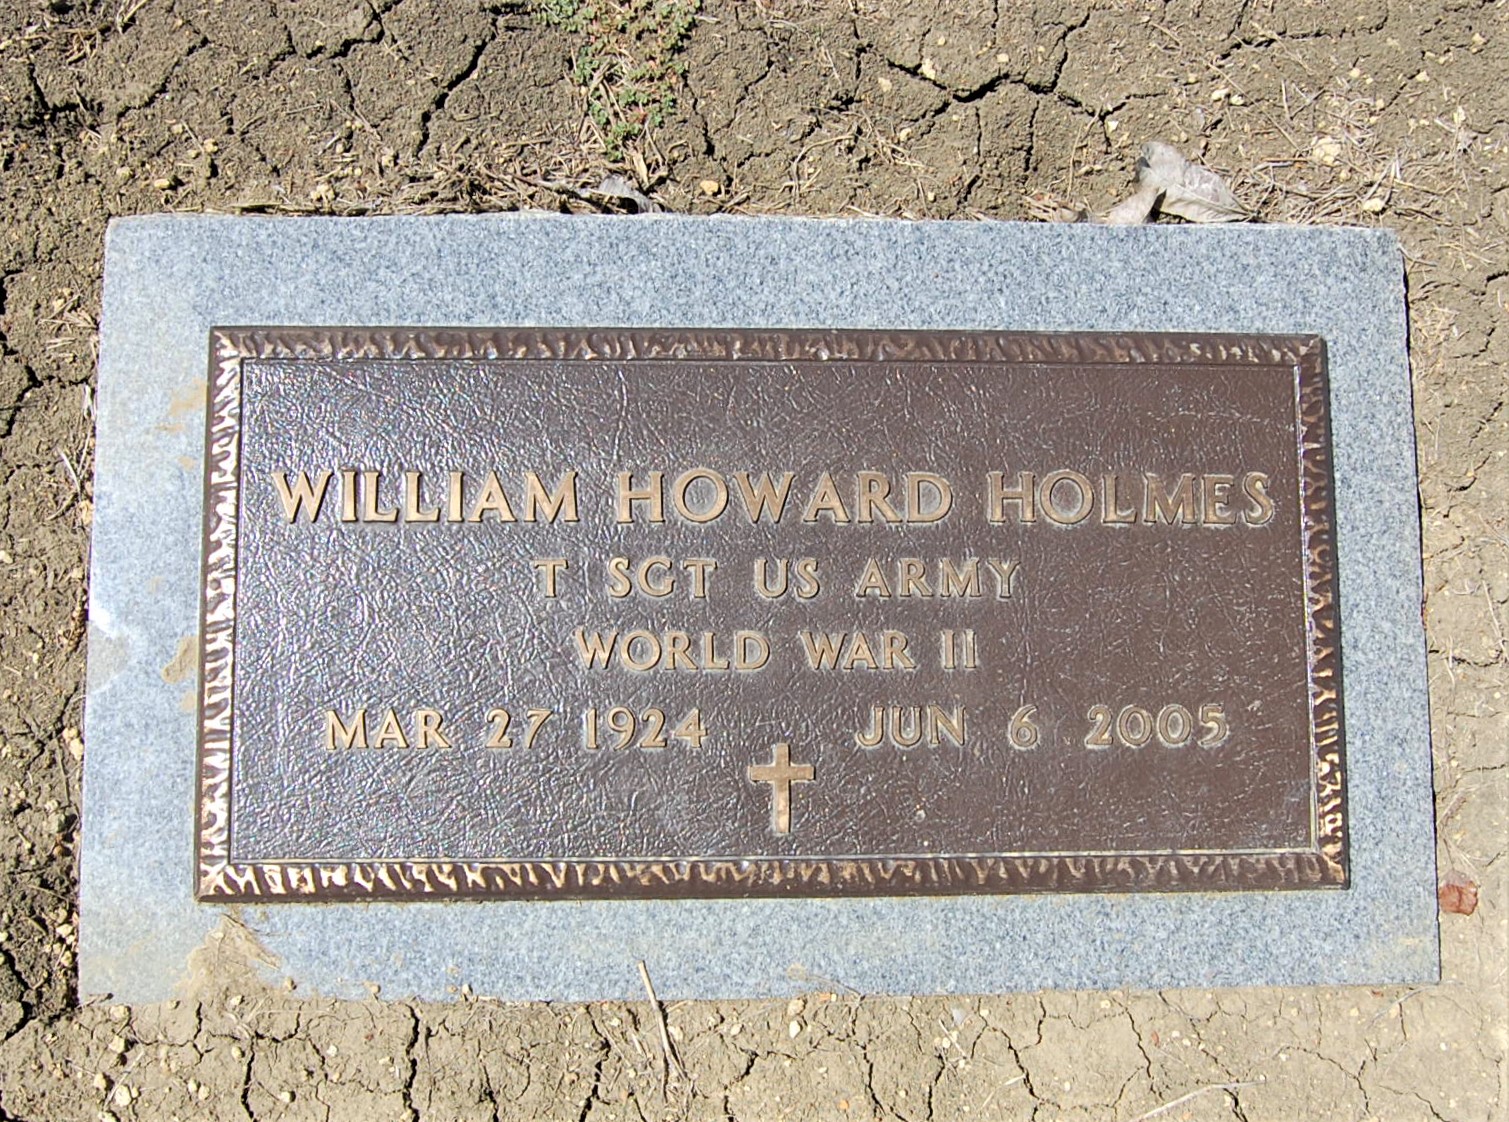 WILLIAM HOWARD HOLMES
T SGT US ARMY
WORLD WAR II
MAR 27 1924 JUN 6 2005